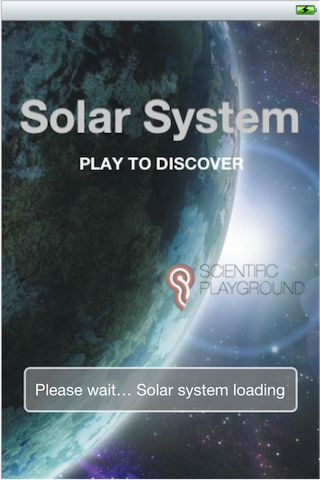 Solar System
PLAY TO DISCOVER
SCIENTIFIC
PLAYGROUND
Please wait... Solar system loading